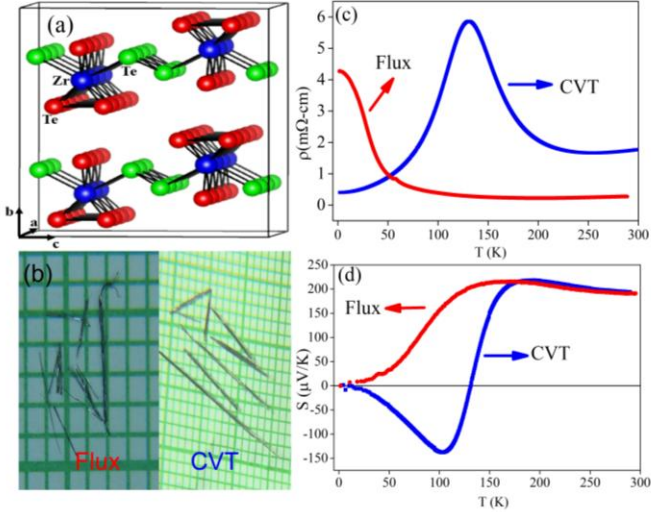 (a)
Zr
Te
Te
b
a
c
(b)
Flux
CVT
(c)
ρ(mΩ-cm)
6
5
4
3
2
1
0
Flux
CVT
0 50 100 150 200 250 300
T (K)
(d)
S (µV/K)
250
200
150
100
50
0
-50
-100
-150
Flux
CVT
0 50 100 150 200 250 300
T (K)